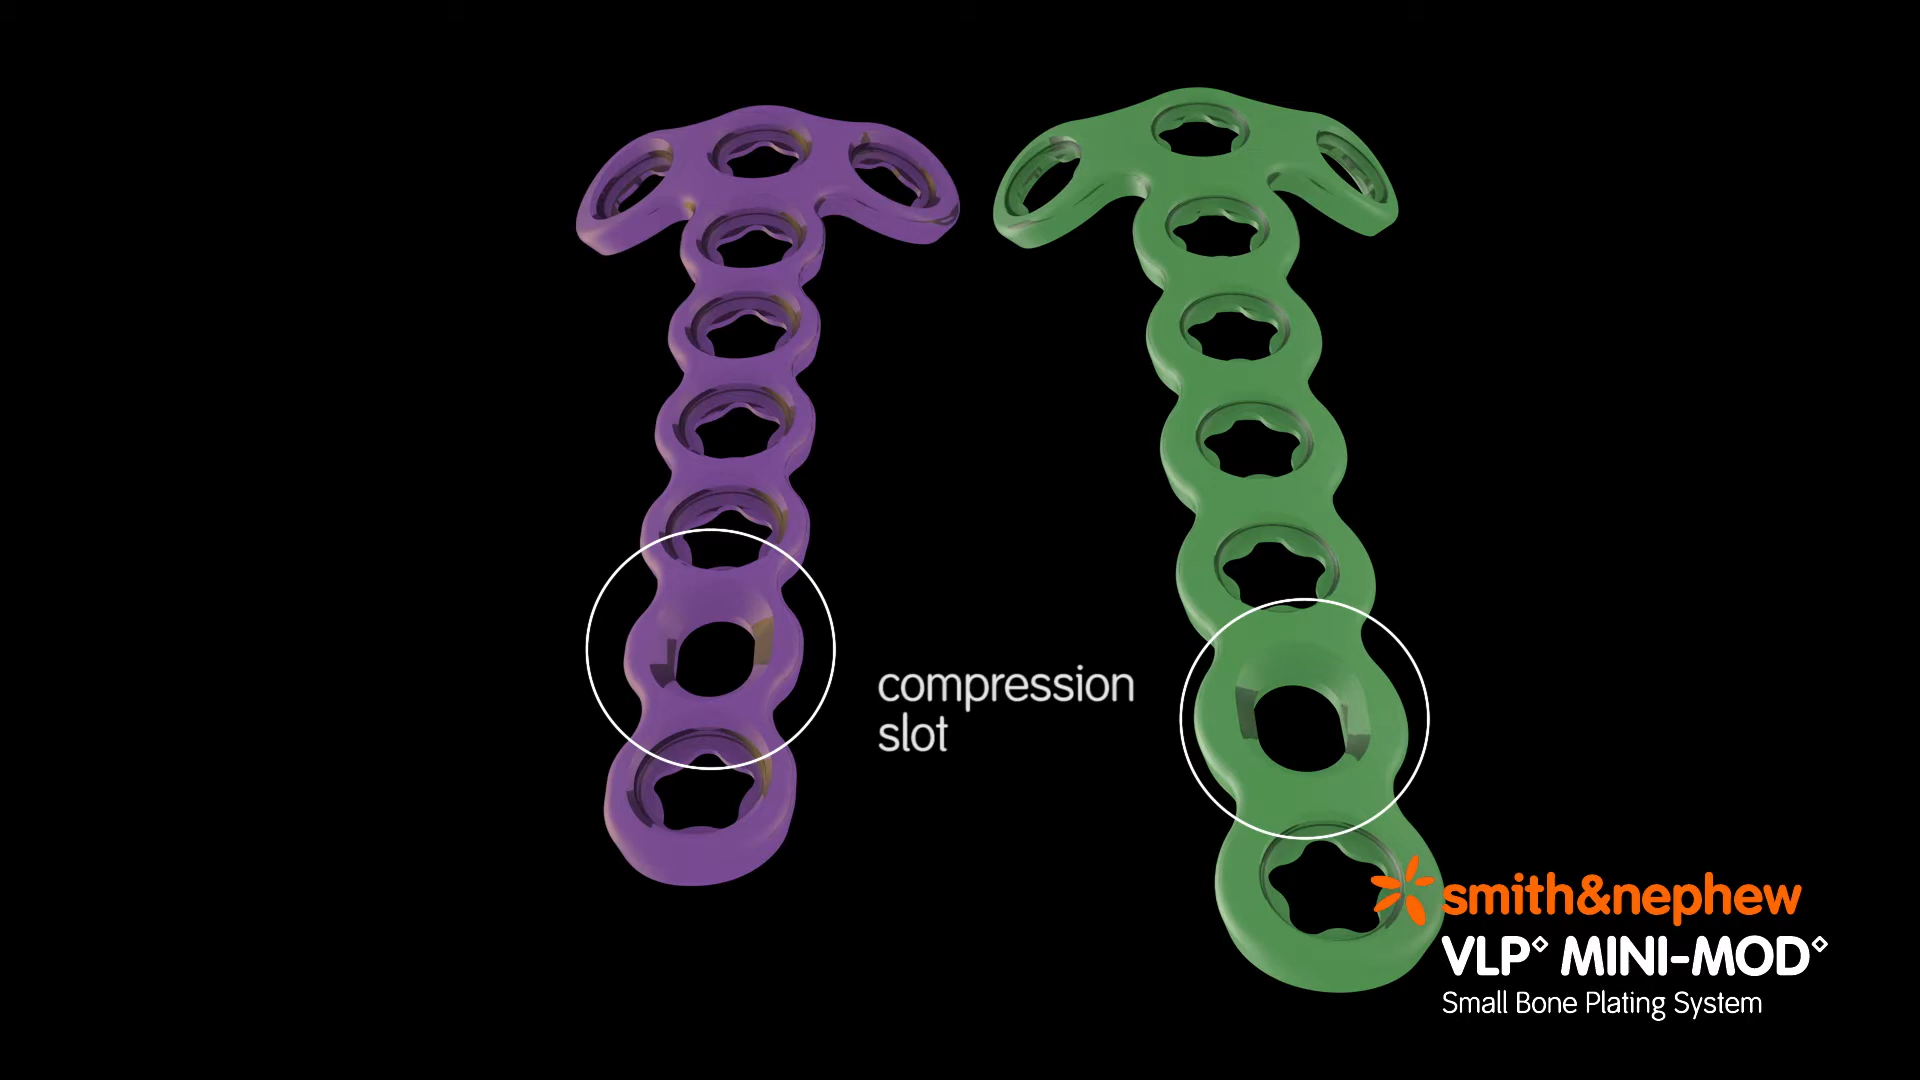 compression
slot
smith&nephew
VLP◊ MINI-MOD◊
Small Bone Plating System